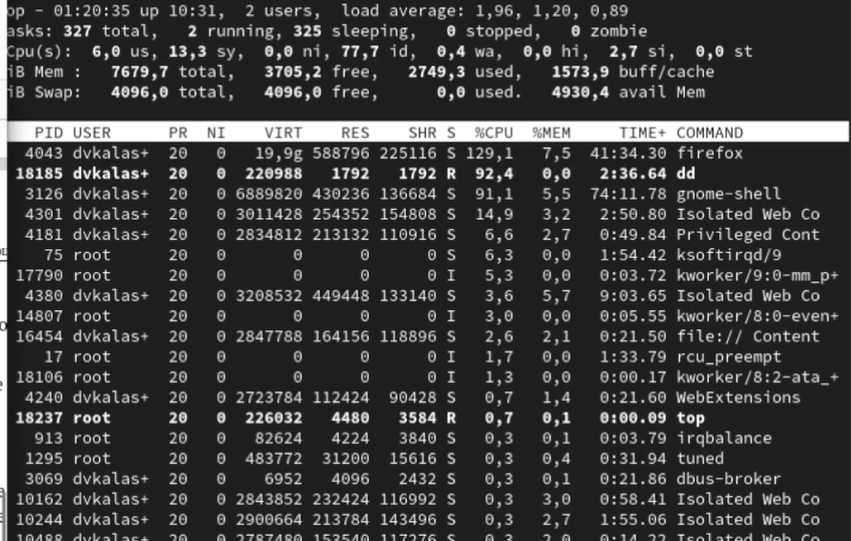 op - 01:20:35 up 10:31, 2 users, load average: 1,96, 1,20, 0,89
asks: 327 total, 2 running, 325 sleeping, 0 stopped, 0 zombie
Cpu(s): 6,0 us, 13,3 sy, 0,0 ni, 77,7 id, 0,4 wa, 0,0 hi, 2,7 si, 0,0 st
iB Mem : 7679,7 total, 3705,2 free, 2749,3 used, 1573,9 buff/cache
iB Swap: 4096,0 total, 4096,0 free, 0,0 used. 4930,4 avail Mem
PID USER PR NI VIRT RES SHR S %CPU %MEM TIME+ COMMAND
4043 dvkalas+ 20 0 19,9g 588796 225116 S 129,1 7,5 41:34.30 firefox
18185 dvkalas+ 20 0 220988 1792 1792 R 92,4 0,0 2:36.64 dd
3126 dvkalas+ 20 0 6889820 430236 136684 S 91,1 5,5 74:11.78 gnome-shell
4301 dvkalas+ 20 0 3011428 254352 154808 S 14,9 3,2 2:50.80 Isolated Web Co
4181 dvkalas+ 20 0 2834812 213132 110916 S 6,6 2,7 0:49.84 Privileged Cont
75 root 20 0 0 0 0 S 6,3 0,0 1:54.42 ksoftirqd/9
17790 root 20 0 0 0 0 I 5,3 0,0 0:03.72 kworker/9:0-mm_p+
4380 dvkalas+ 20 0 3208532 449448 133140 S 3,6 5,7 9:03.65 Isolated Web Co
14807 root 20 0 0 0 0 I 3,0 0,0 0:05.55 kworker/8:0-even+
16454 dvkalas+ 20 0 2847788 164156 118896 S 2,6 2,1 0:21.50 file:// Content
17 root 20 0 0 0 0 I 1,7 0,0 1:33.79 rcu_preempt
18106 root 20 0 0 0 0 I 1,3 0,0 0:00.17 kworker/8:2-ata_+
4240 dvkalas+ 20 0 2723784 112424 90428 S 0,7 1,4 0:21.60 WebExtensions
18237 root 20 0 226032 4480 3584 R 0,7 0,1 0:00.09 top
913 root 20 0 82624 4224 3840 S 0,3 0,1 0:03.79 irqbalance
1295 root 20 0 483772 31200 15616 S 0,3 0,4 0:31.94 tuned
3069 dvkalas+ 20 0 6952 4096 2432 S 0,3 0,1 0:21.86 dbus-broker
10162 dvkalas+ 20 0 2843852 232424 116992 S 0,3 3,0 0:58.41 Isolated Web Co
10244 dvkalas+ 20 0 2900664 213784 143496 S 0,3 2,7 1:55.06 Isolated Web Co
10488 dvkalas+ 20 0 2787480 153540 117276 S 0,3 2,0 0:14.22 Isolated Web Co